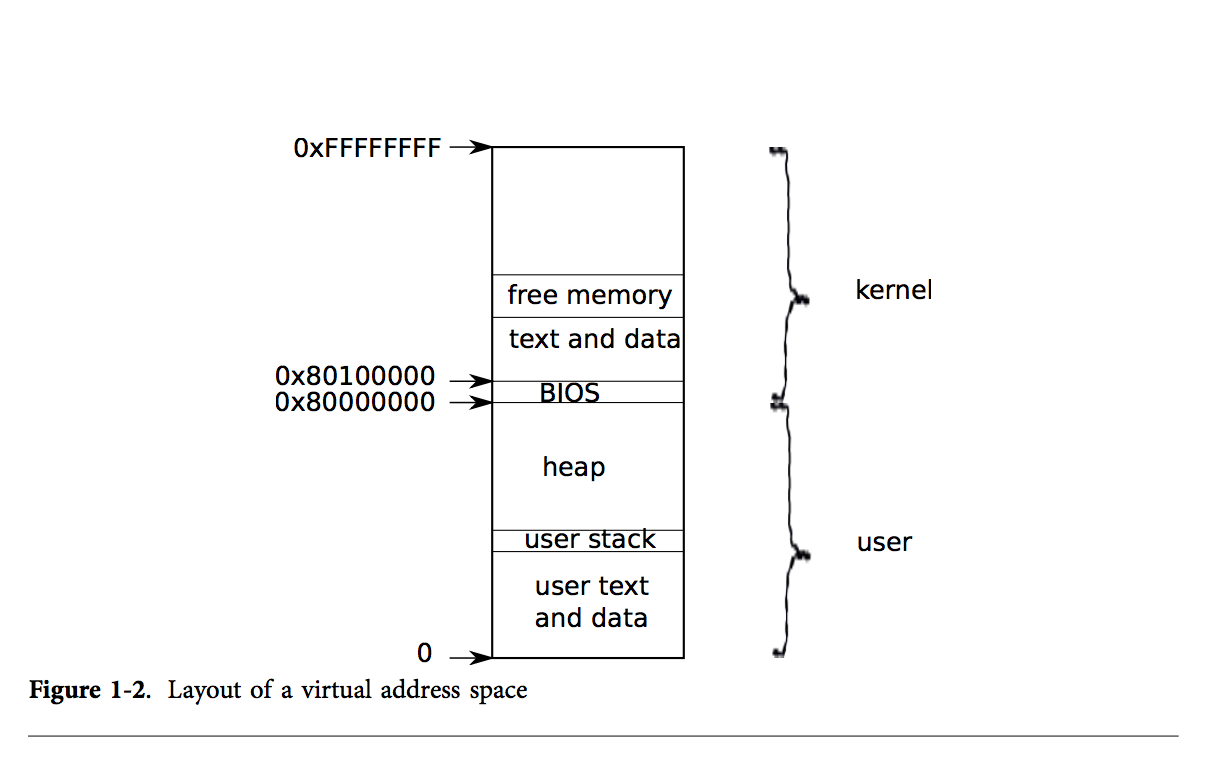 0xFFFFFFFF
free memory
text and data
0x80100000
BIOS
0x80000000
heap
user stack
user text
and data
0
kernel
user
Figure 1-2. Layout of a virtual address space